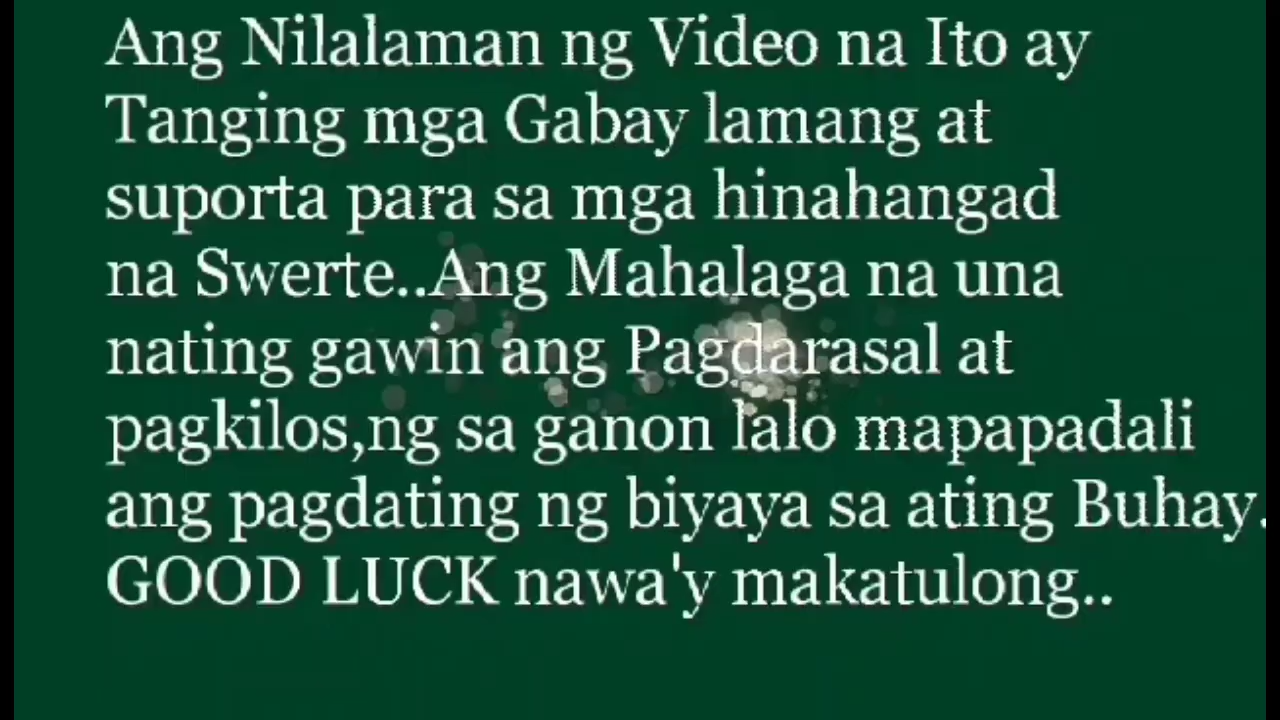 Ang Nilalaman ng Video na Ito ay
Tanging mga Gabay lamang at
suporta para sa mga hinahangad
na Swerte..Ang Mahalaga na una
nating gawin ang Pagdarasal at
pagkilos,ng sa ganon lalo mapapadali
ang pagdating ng biyaya sa ating Buhay.
GOOD LUCK nawa'y makatulong..